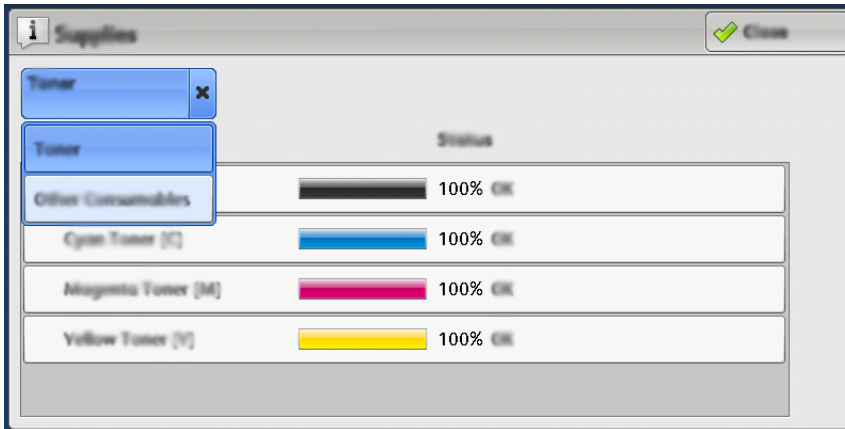 Supplies
Close
Toner
Toner
Status
Other Consumables
100% OK
Cyan Toner [C]
100% OK
Magenta Toner [M]
100% OK
Yellow Toner [Y]
100% OK